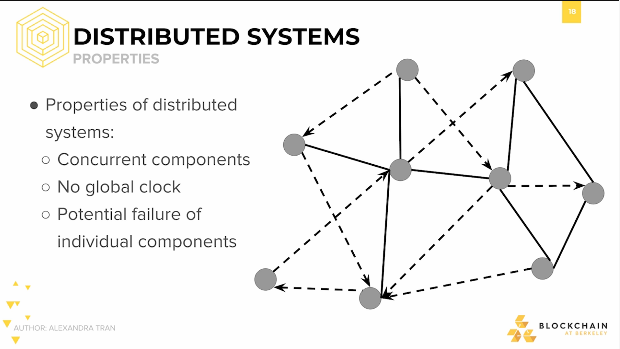 18
DISTRIBUTED SYSTEMS
PROPERTIES
● Properties of distributed
systems:
○ Concurrent components
○ No global clock
○ Potential failure of
individual components
AUTHOR: ALEXANDRA TRAN
BLOCKCHAIN
AT BERKELEY